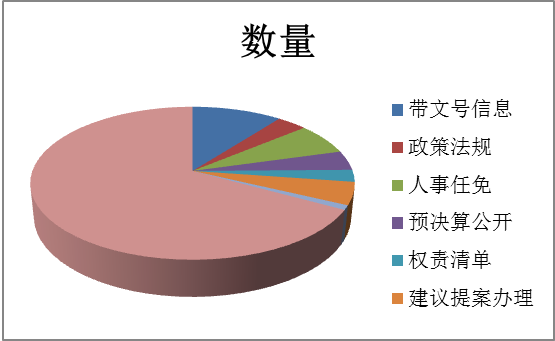 数量
带文号信息
政策法规
人事任免
预决算公开
权责清单
建议提案办理